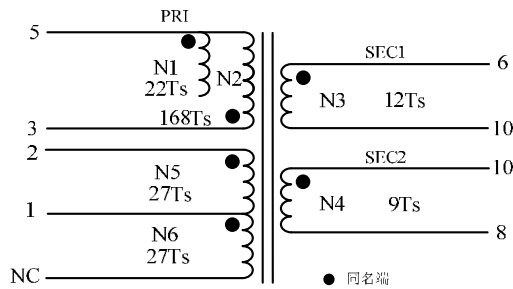 PRI
5
N1
22Ts
N2
168Ts
3
2
N5
27Ts
1
N6
27Ts
NC
SEC1
6
N3 12Ts
10
SEC2
10
N4 9Ts
8
同名端